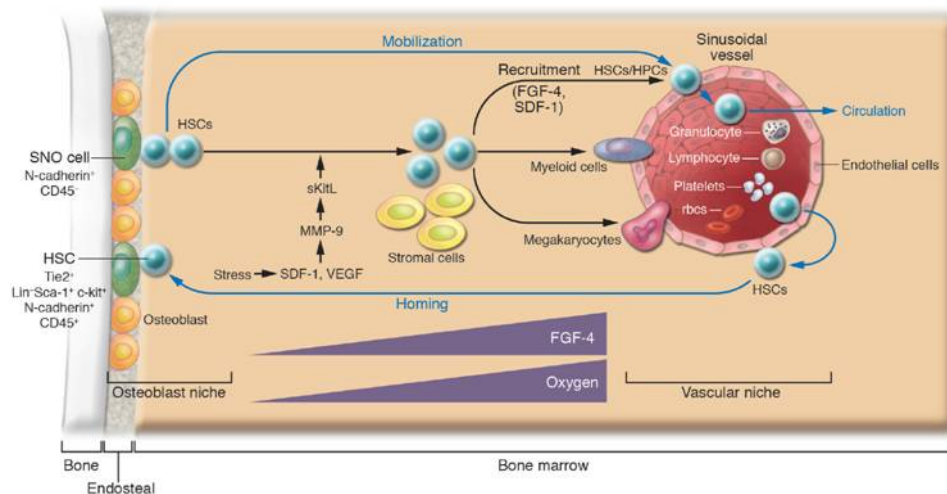 Mobilization
Sinusoidal
vessel
Recruitment
(FGF-4,
SDF-1)
HSCs/HPCs
HSCs
Circulation
Granulocyte
SNO cell
N-cadherin⁺
CD45⁻
Myeloid cells
Lymphocyte
Endothelial cells
Platelets
sKitL
rbcs
MMP-9
Stromal cells
Megakaryocytes
HSC
Tie2⁺
Lin⁻Sca-1⁺ c-kit⁺
N-cadherin⁺
CD45⁺
Stress
SDF-1, VEGF
HSCs
Homing
Osteoblast
FGF-4
Oxygen
Osteoblast niche
Vascular niche
Bone
Bone marrow
Endosteal